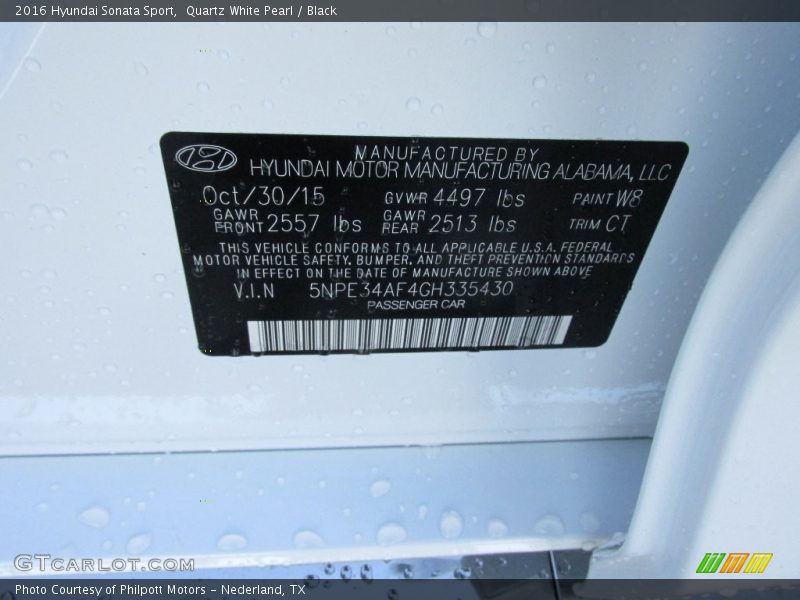 2016 Hyundai Sonata Sport,  Quartz White Pearl / Black
MANUFACTURED BY
HYUNDAI MOTOR MANUFACTURING ALABAMA, LLC
Oct/30/15 GVWR 4497 lbs PAINT W8
GAWR FRONT 2557 lbs GAWR REAR 2513 lbs TRIM CT
THIS VEHICLE CONFORMS TO ALL APPLICABLE U.S.A. FEDERAL
MOTOR VEHICLE SAFETY, BUMPER, AND THEFT PREVENTION STANDARDS
IN EFFECT ON THE DATE OF MANUFACTURE SHOWN ABOVE
V.I.N 5NPE34AF4GH335430
PASSENGER CAR
GTcarlot.com
Photo Courtesy of Philpott Motors – Nederland, TX